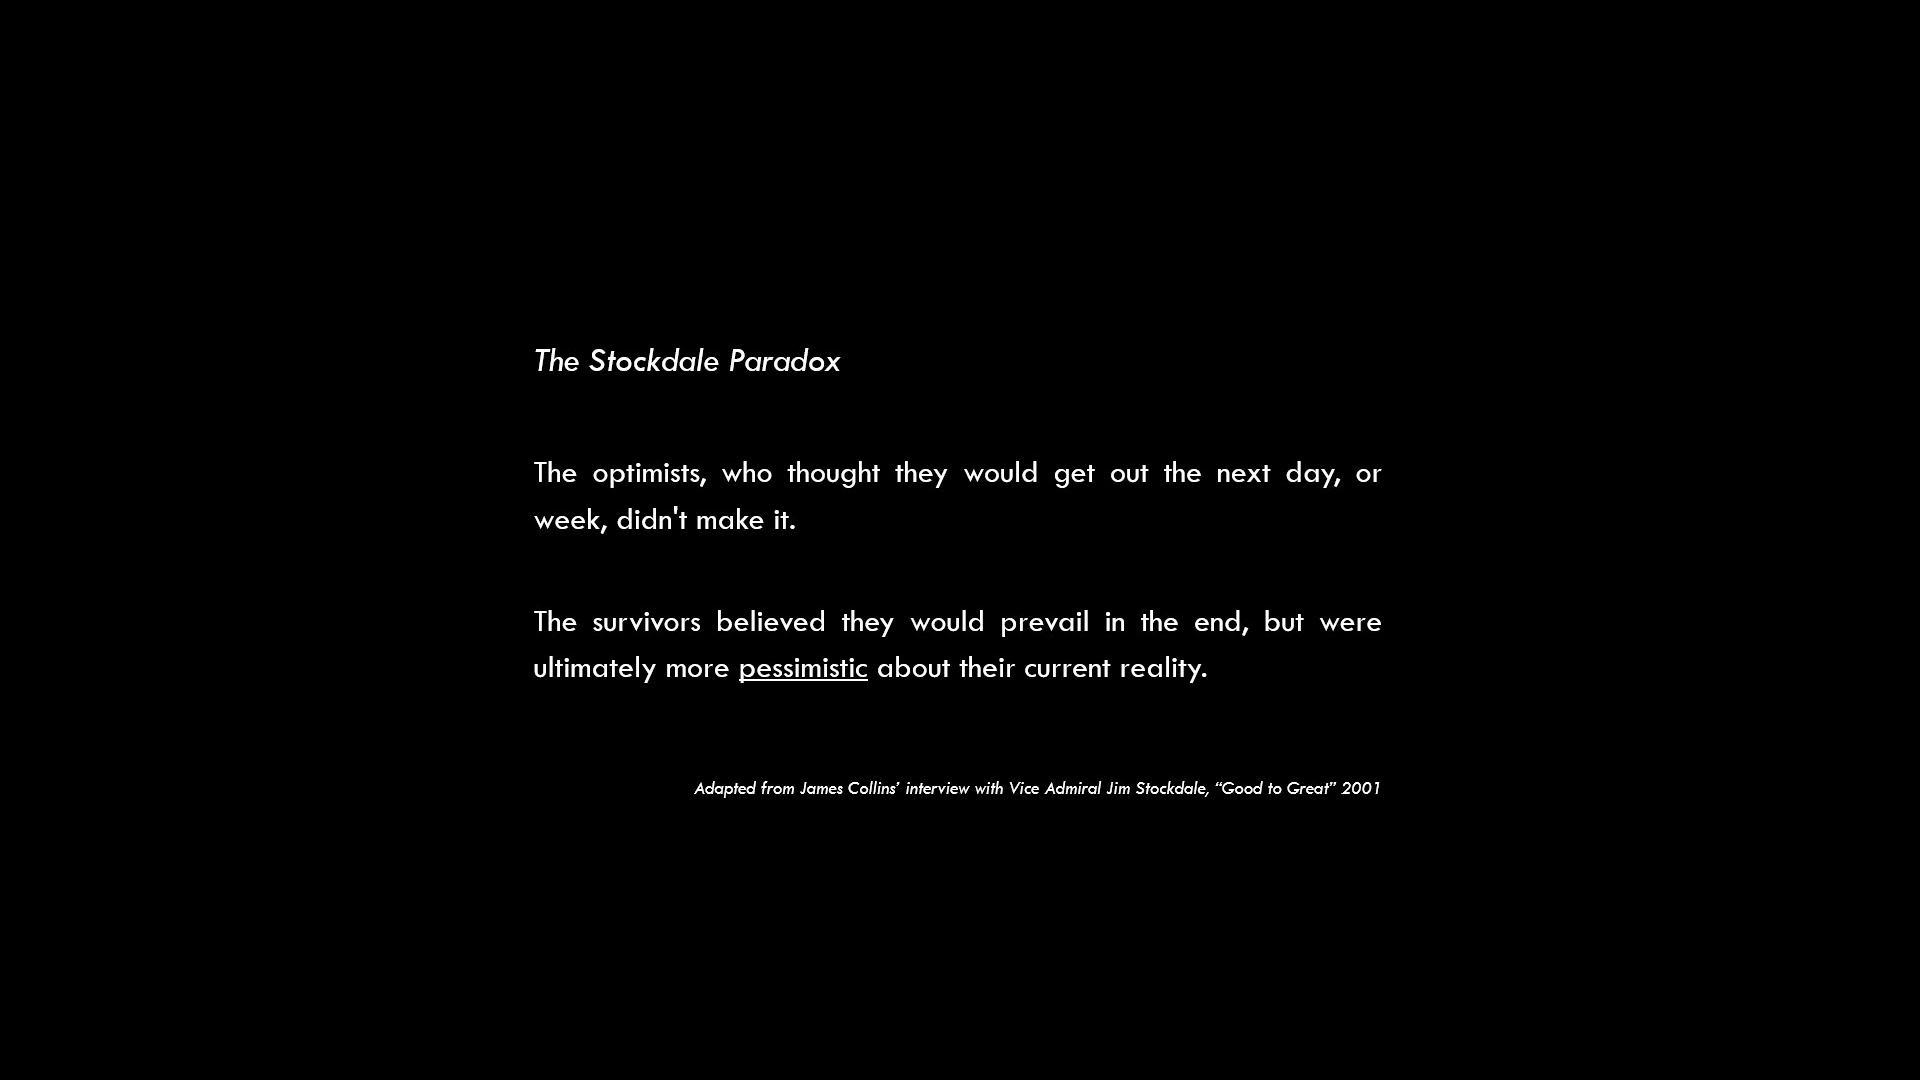 The Stockdale Paradox
The optimists, who thought they would get out the next day, or
week, didn't make it.
The survivors believed they would prevail in the end, but were
ultimately more pessimistic about their current reality.
Adapted from James Collins’ interview with Vice Admiral Jim Stockdale, “Good to Great” 2001